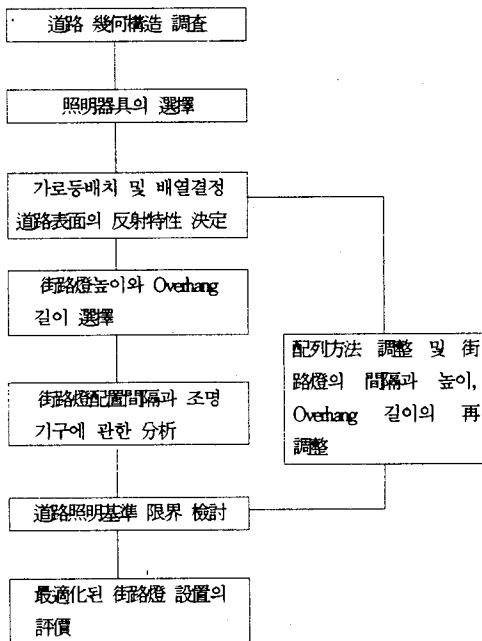 道路 幾何構造 調査
照明器具의 選擇
가로등배치 및 배열결정
道路表面의 反射特性 決定
街路燈높이와 Overhang
길이 選擇
配列方法 調整 및 街
路燈의 間隔과 높이,
Overhang 길이의 再
調整
街路燈配置間隔과 조명
기구에 관한 分析
道路照明基準 限界 檢討
最適化된 街路燈 設置의
評價